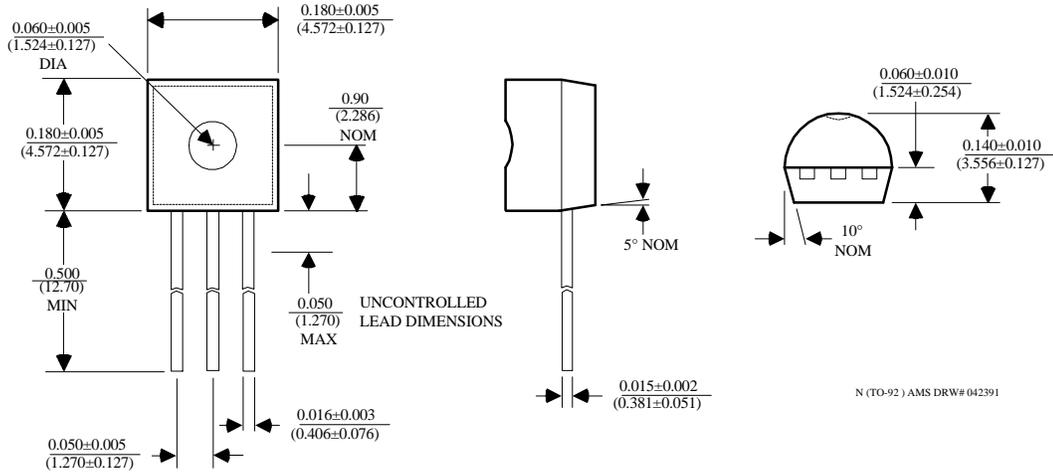 0.060±0.005
(1.524±0.127)
DIA
0.180±0.005
(4.572±0.127)
0.180±0.005
(4.572±0.127)
0.90
(2.286)
NOM
0.500
(12.70)
MIN
0.050
(1.270)
MAX
UNCONTROLLED
LEAD DIMENSIONS
0.016±0.003
(0.406±0.076)
0.050±0.005
(1.270±0.127)
5° NOM
0.015±0.002
(0.381±0.051)
0.060±0.010
(1.524±0.254)
0.140±0.010
(3.556±0.127)
10°
NOM
N (TO-92 ) AMS DRW# 042391